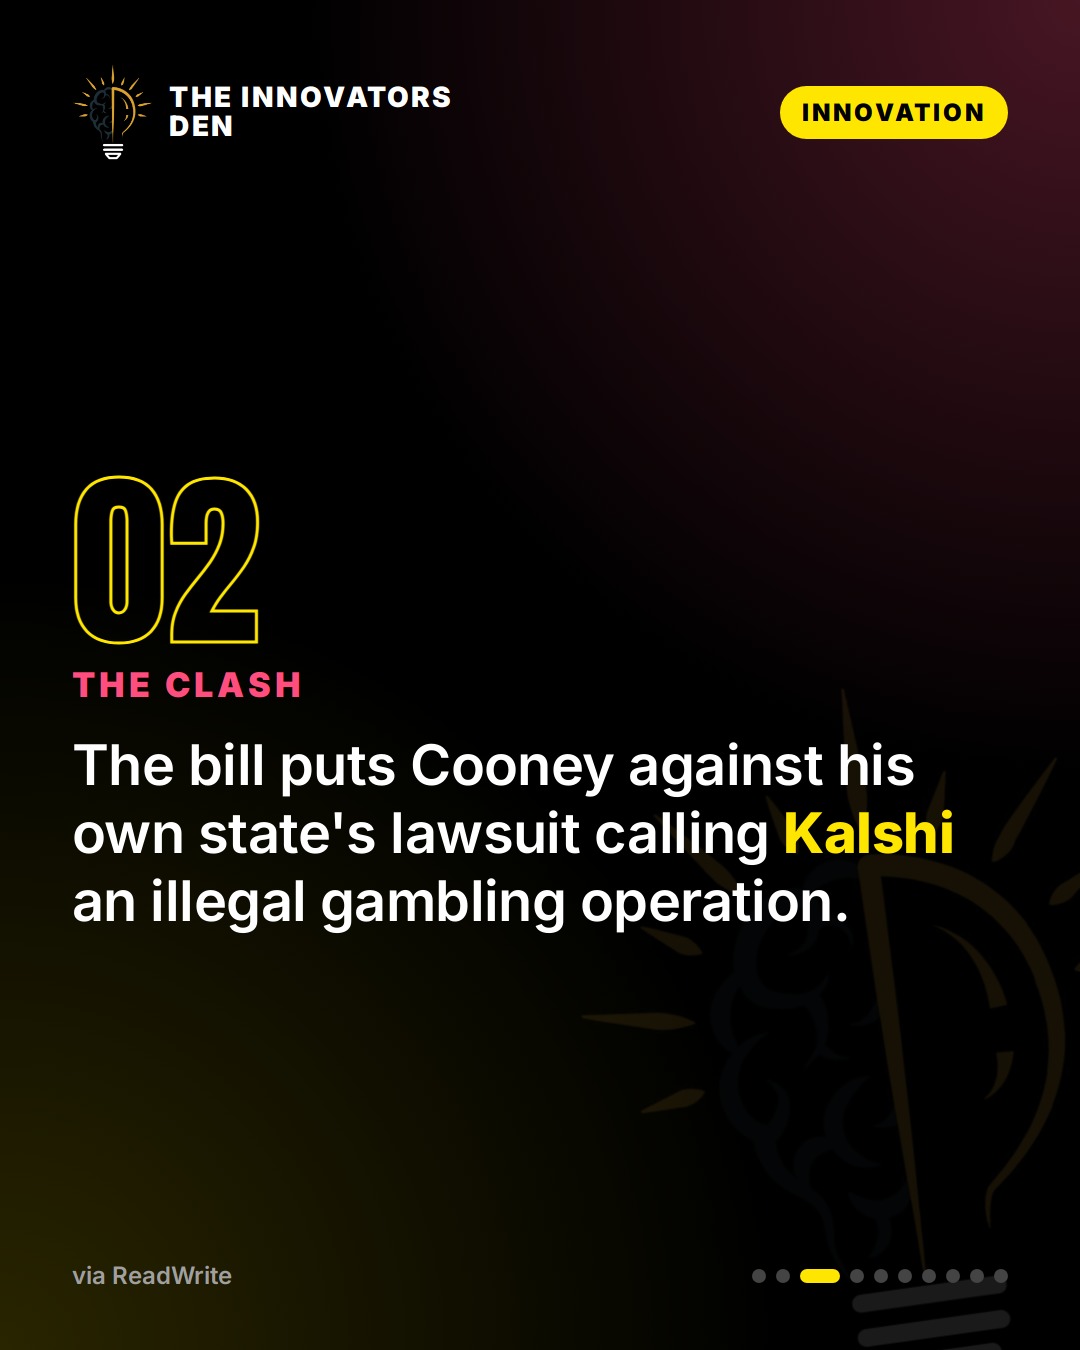 THE INNOVATORS
DEN
INNOVATION
02
THE CLASH
The bill puts Cooney against his
own state's lawsuit calling Kalshi
an illegal gambling operation.
via ReadWrite